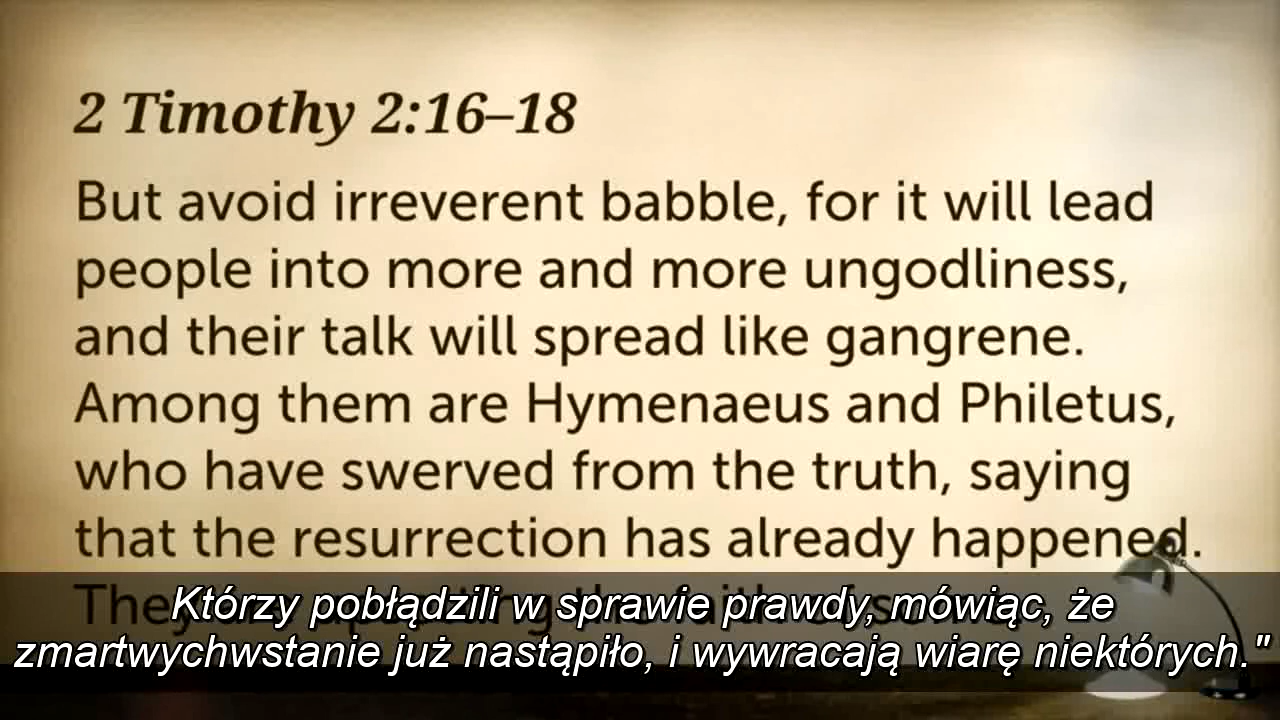 2 Timothy 2:16–18
But avoid irreverent babble, for it will lead
people into more and more ungodliness,
and their talk will spread like gangrene.
Among them are Hymenaeus and Philetus,
who have swerved from the truth, saying
that the resurrection has already happened.
They
Którzy pobłądzili w sprawie prawdy, mówiąc, że
zmartwychwstanie już nastąpiło, i wywracają wiarę niektórych."